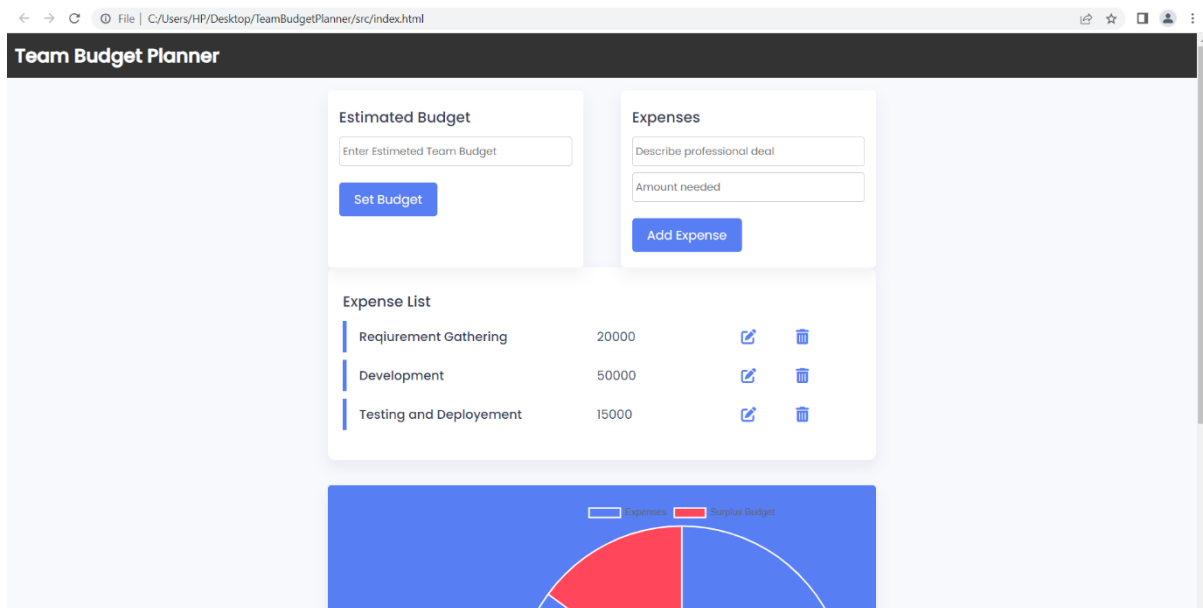 File | C:/Users/HP/Desktop/TeamBudgetPlanner/src/index.html
Team Budget Planner
Estimated Budget
Enter Estimeted Team Budget
Set Budget
Expenses
Describe professional deal
Amount needed
Add Expense
Expense List
Reqiurement Gathering 20000
Development 50000
Testing and Deployement 15000
Expenses Surplus Budget